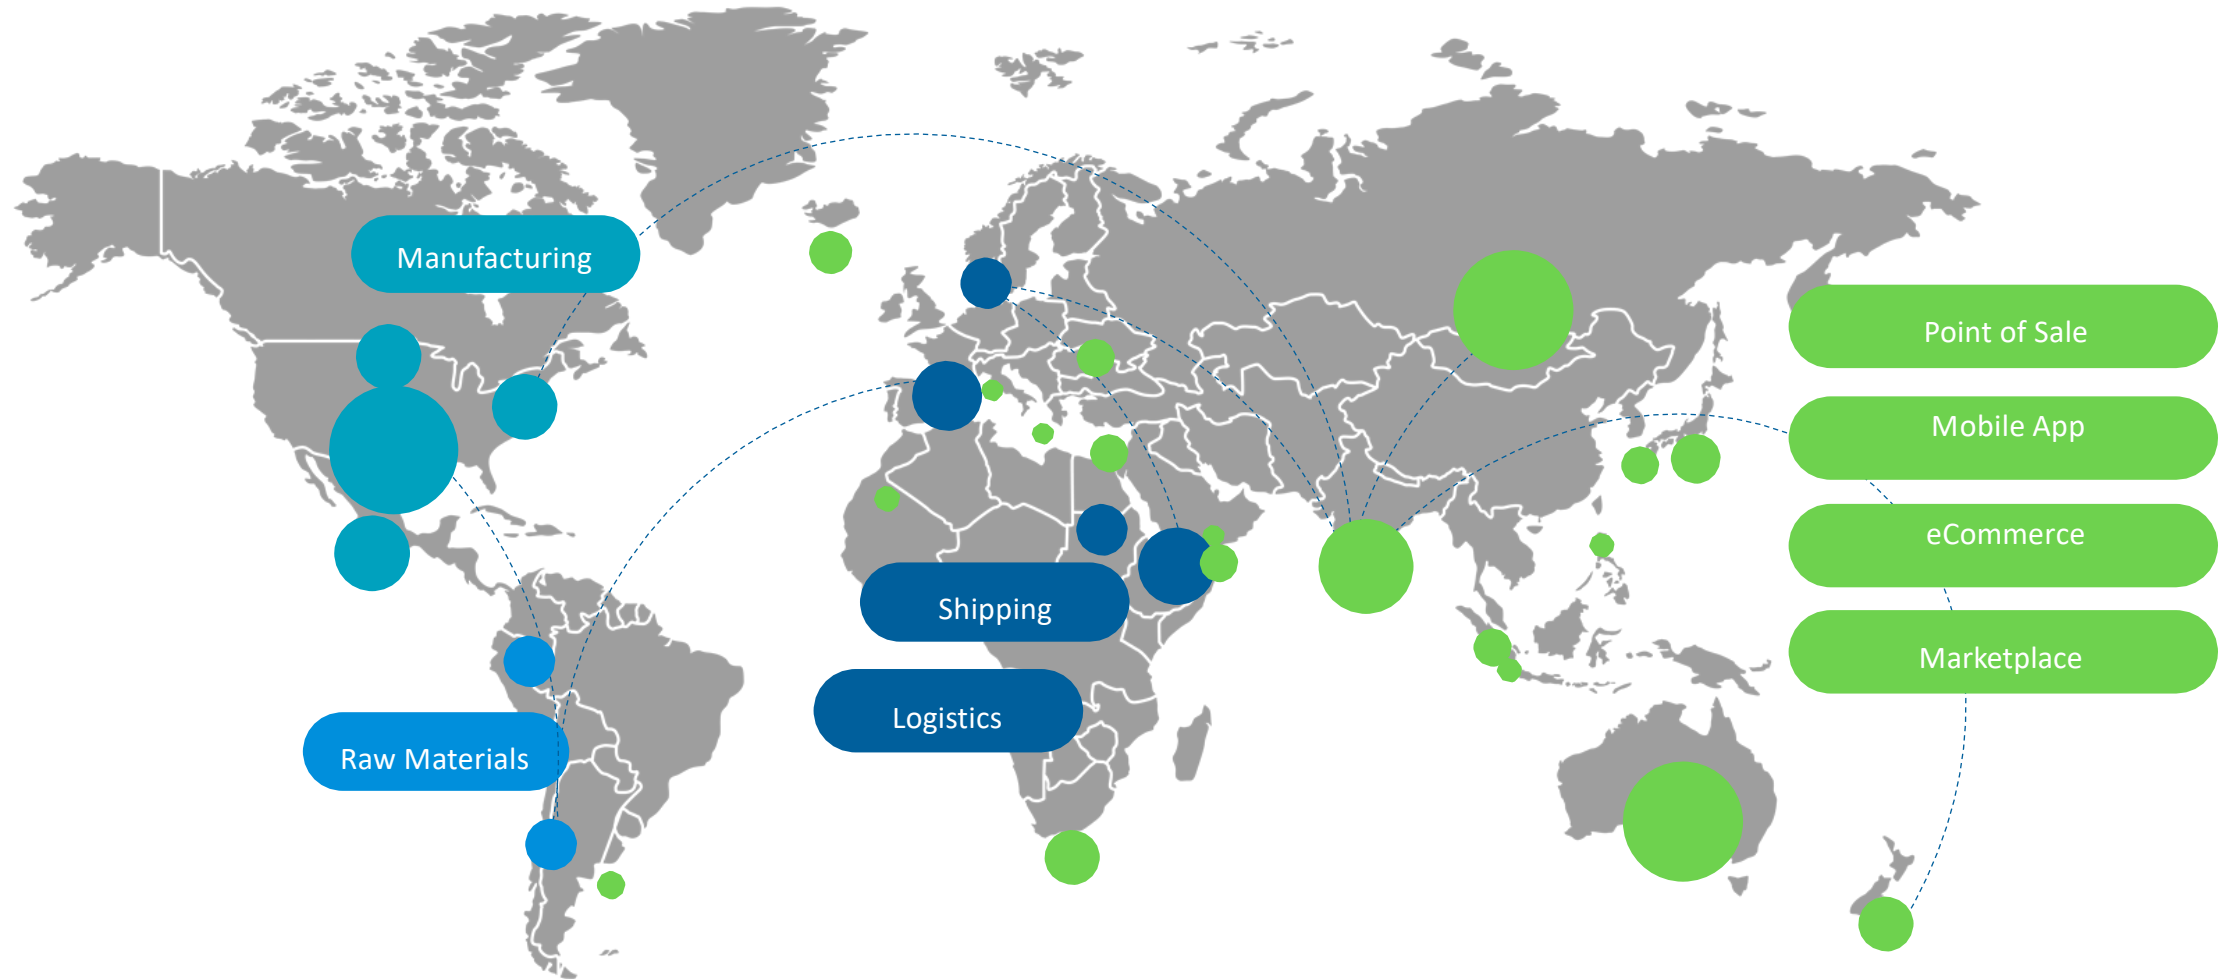 Manufacturing
Point of Sale
Mobile App
eCommerce
Shipping
Marketplace
Logistics
Raw Materials